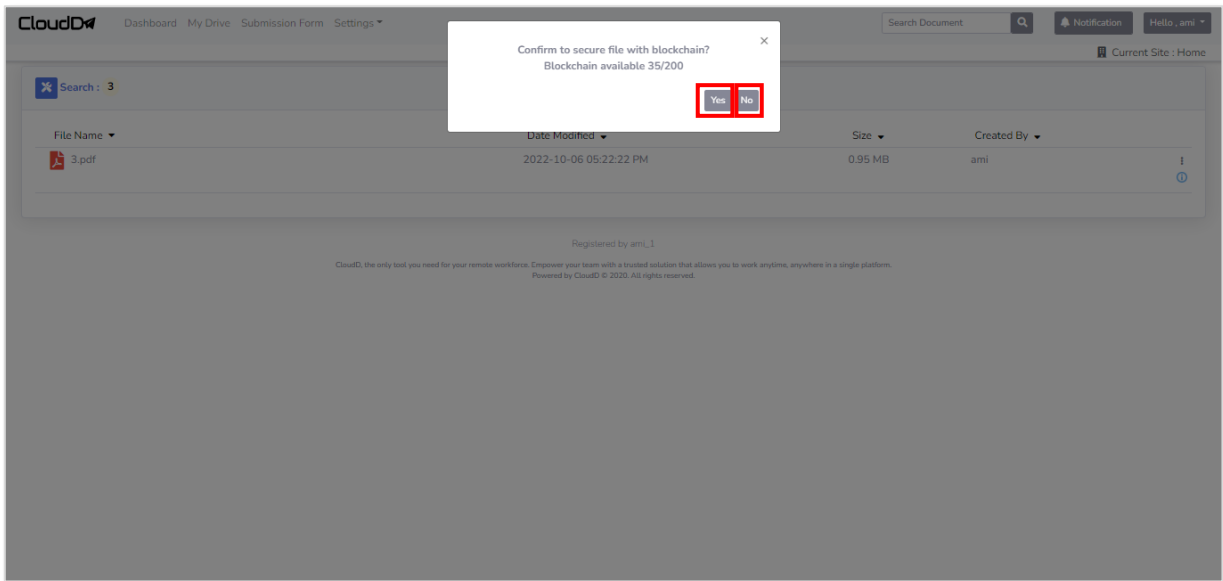 CloudD
Dashboard My Drive Submission Form Settings
Search Document
Notification
Hello , ami
Current Site : Home
×
Confirm to secure file with blockchain?
Blockchain available 35/200
Yes No
Search : 3
File Name Date Modified Size Created By
3.pdf 2022-10-06 05:22:22 PM 0.95 MB ami
Registered by ami_1
CloudD, the only tool you need for your remote workforce. Empower your team with a trusted solution that allows you to work anytime, anywhere in a single platform.
Powered by CloudD © 2020. All rights reserved.